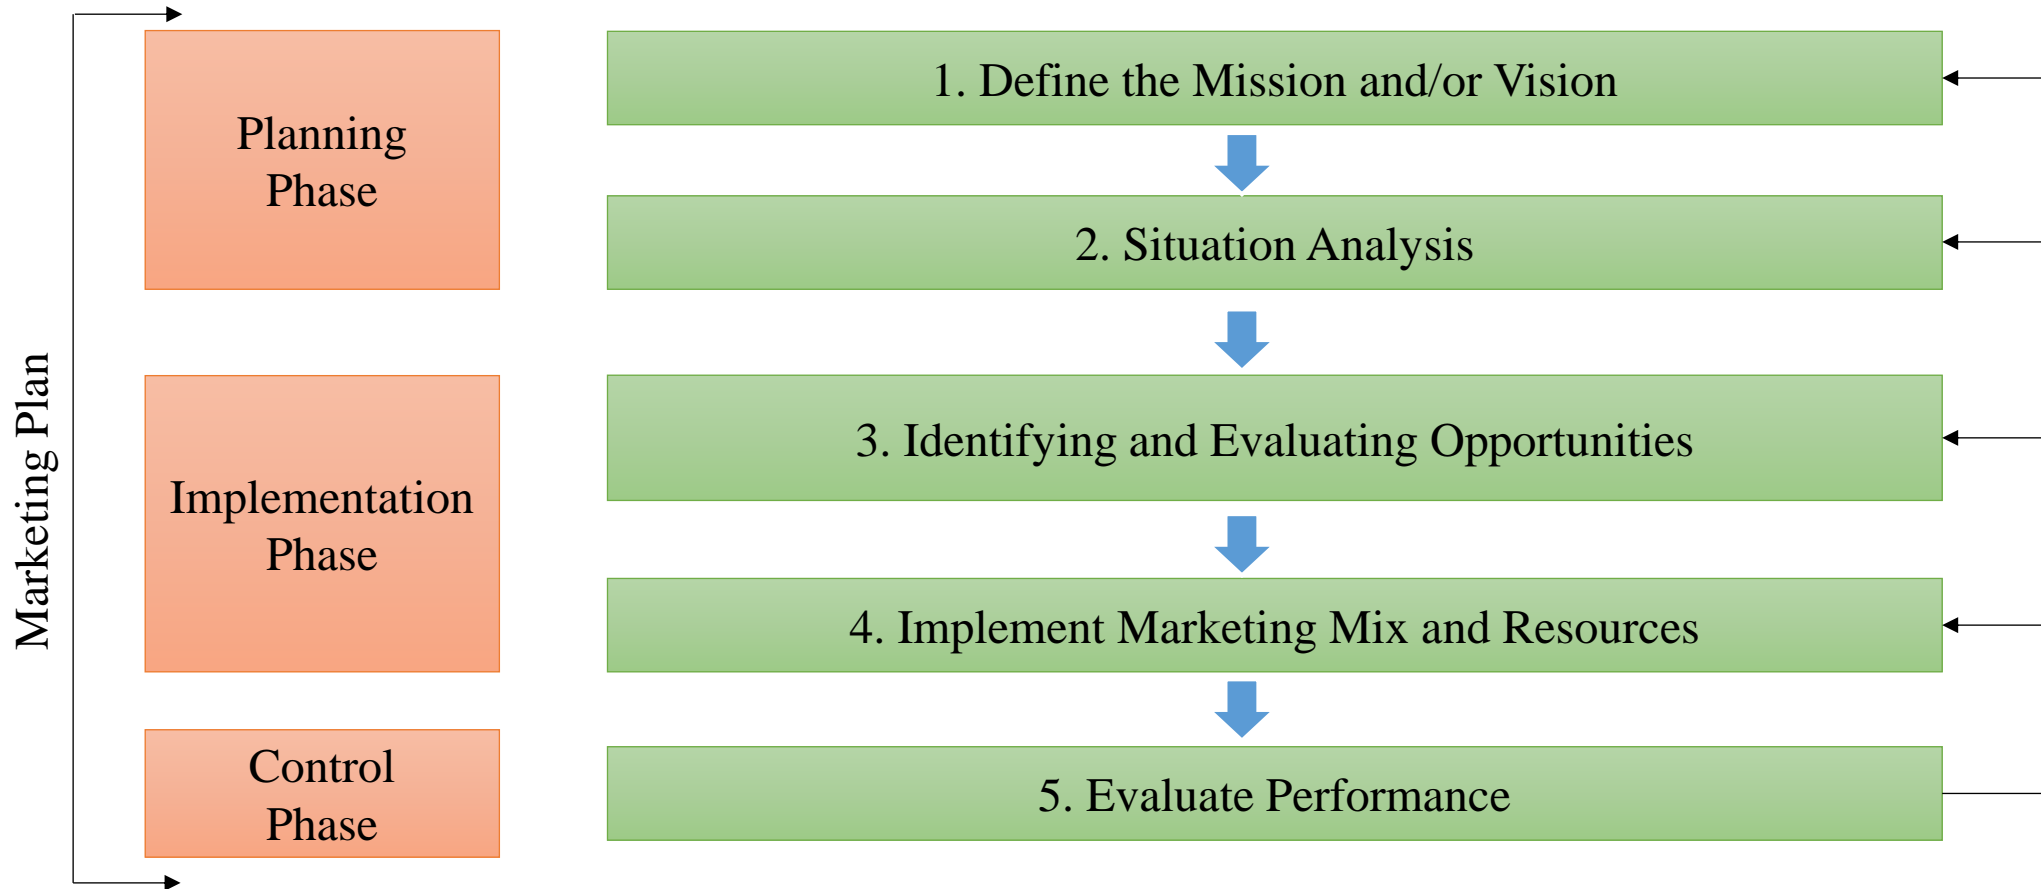 Marketing Plan
Planning
Phase
1. Define the Mission and/or Vision
2. Situation Analysis
Implementation
Phase
3. Identifying and Evaluating Opportunities
4. Implement Marketing Mix and Resources
Control
Phase
5. Evaluate Performance